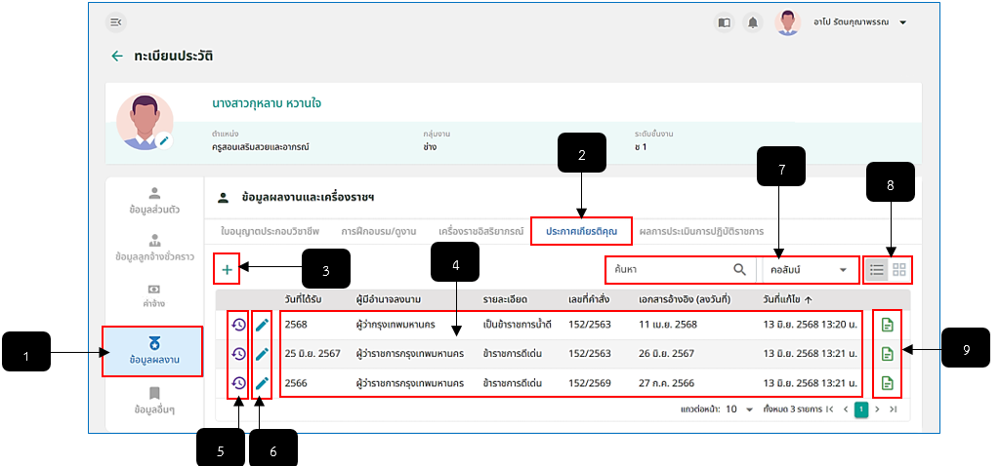 อาโป รัตนกุณาพรรณ
ทะเบียนประวัติ
นางสาวกุหลาบ หวานใจ
ตำแหน่ง กลุ่มงาน ระดับชั้นงาน
ครูสอนเสริมสวยและอาภรณ์ ช่าง ช 1
2
7
8
ข้อมูลส่วนตัว
ข้อมูลผลงานและเครื่องราชฯ
ใบอนุญาตประกอบวิชาชีพ การฝึกอบรม/ดูงาน เครื่องราชอิสริยาภรณ์ ประกาศเกียรติคุณ ผลการประเมินการปฏิบัติราชการ
ข้อมูลลูกจ้างชั่วคราว
3
4
ค้นหา คอลัมน์
ค่าจ้าง
วันที่ได้รับ ผู้มีอำนาจลงนาม รายละเอียด เลขที่คำสั่ง เอกสารอ้างอิง (ลงวันที่) วันที่แก้ไข
2568 ผู้ว่ากรุงเทพมหานคร เป็นข้าราชการน้ำดี 152/2563 11 เม.ย. 2568 13 มิ.ย. 2568 13:20 น.
1
9
25 มิ.ย. 2567 ผู้ว่าราชการกรุงเทพมหานคร ข้าราชการดีเด่น 152/2563 26 มิ.ย. 2567 13 มิ.ย. 2568 13:21 น.
ข้อมูลผลงาน
2566 ผู้ว่าราชการกรุงเทพมหานคร ข้าราชการดีเด่น 152/2569 27 ก.ค. 2566 13 มิ.ย. 2568 13:21 น.
ข้อมูลอื่นๆ
แถวต่อหน้า: 10 ทั้งหมด 3 รายการ 1
5
6